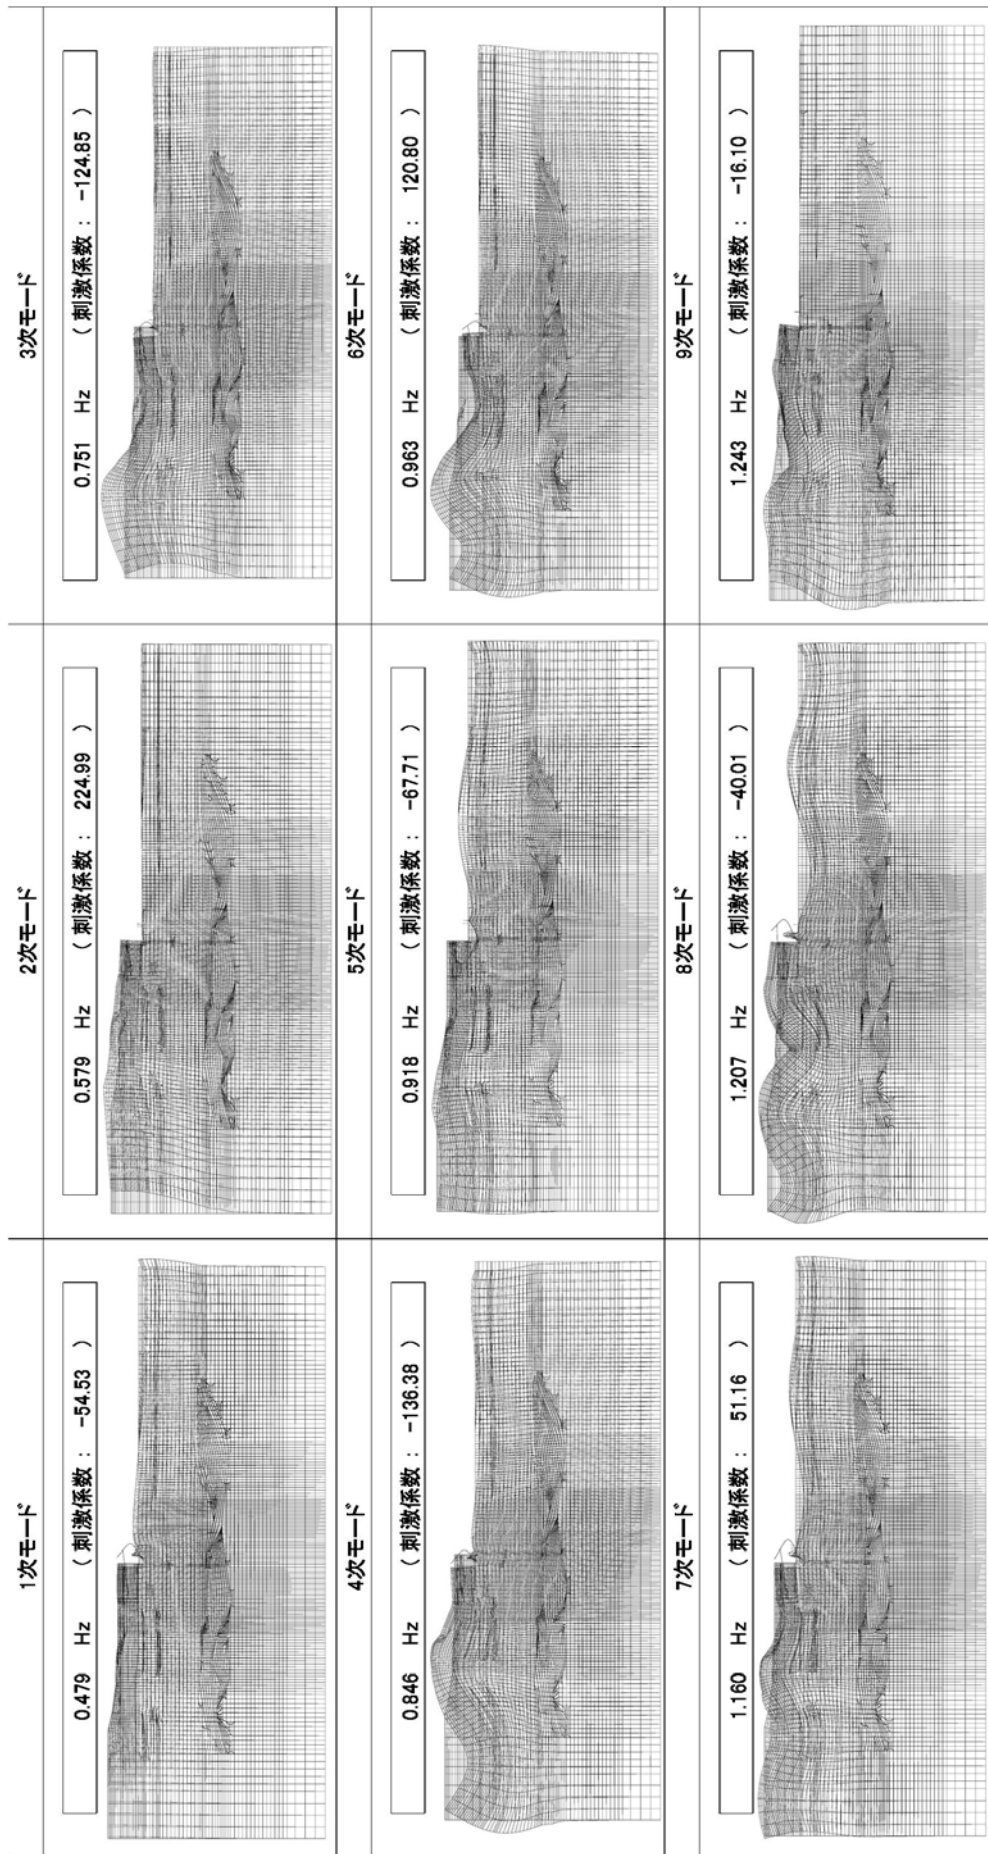 1次モード
0.479 Hz (刺激係数: -54.53 )
2次モード
0.579 Hz (刺激係数: 224.99 )
3次モード
0.751 Hz (刺激係数: -124.85 )
4次モード
0.846 Hz (刺激係数: -136.38 )
5次モード
0.918 Hz (刺激係数: -67.71 )
6次モード
0.963 Hz (刺激係数: 120.80 )
7次モード
1.160 Hz (刺激係数: 51.16 )
8次モード
1.207 Hz (刺激係数: -40.01 )
9次モード
1.243 Hz (刺激係数: -16.10 )